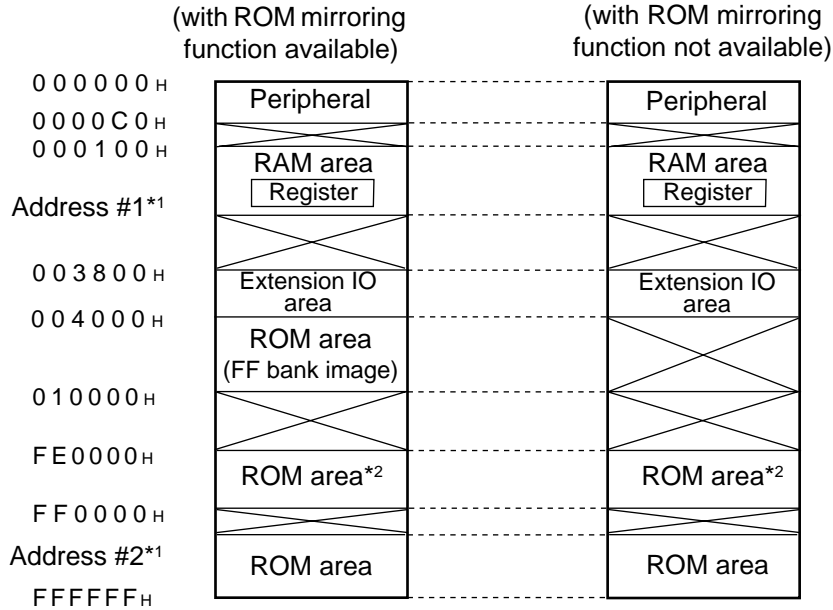 (with ROM mirroring
function available)
(with ROM mirroring
function not available)
000000H
Peripheral
Peripheral
0000C0H
000100H
RAM area
RAM area
Register
Register
Address #1*1
003800H
Extension IO
area
Extension IO
area
004000H
ROM area
(FF bank image)
010000H
FE0000H
ROM area*2
ROM area*2
FF0000H
Address #2*1
ROM area
ROM area
FFFFFFH